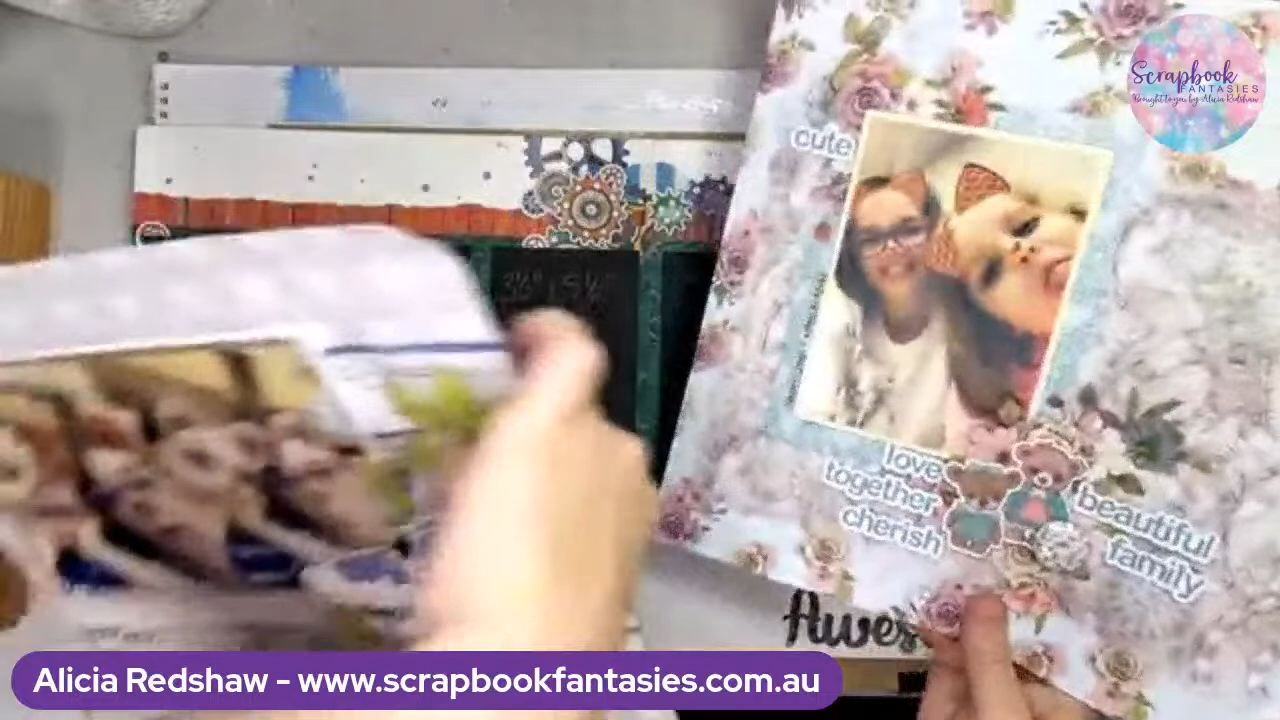 Scrapbook
FANTASIES
Brought to you by Alicia Redshaw
cute
love
together
cherish
beautiful
family
Alicia Redshaw - www.scrapbookfantasies.com.au